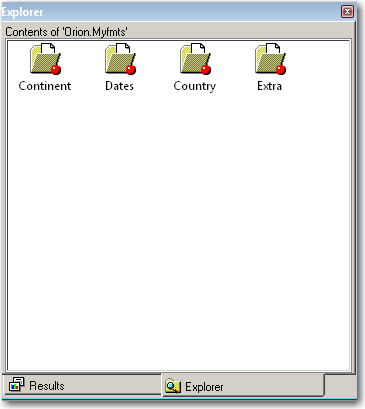 Explorer
Contents of 'Orion.Myfmts'
Continent Dates Country Extra
Results Explorer